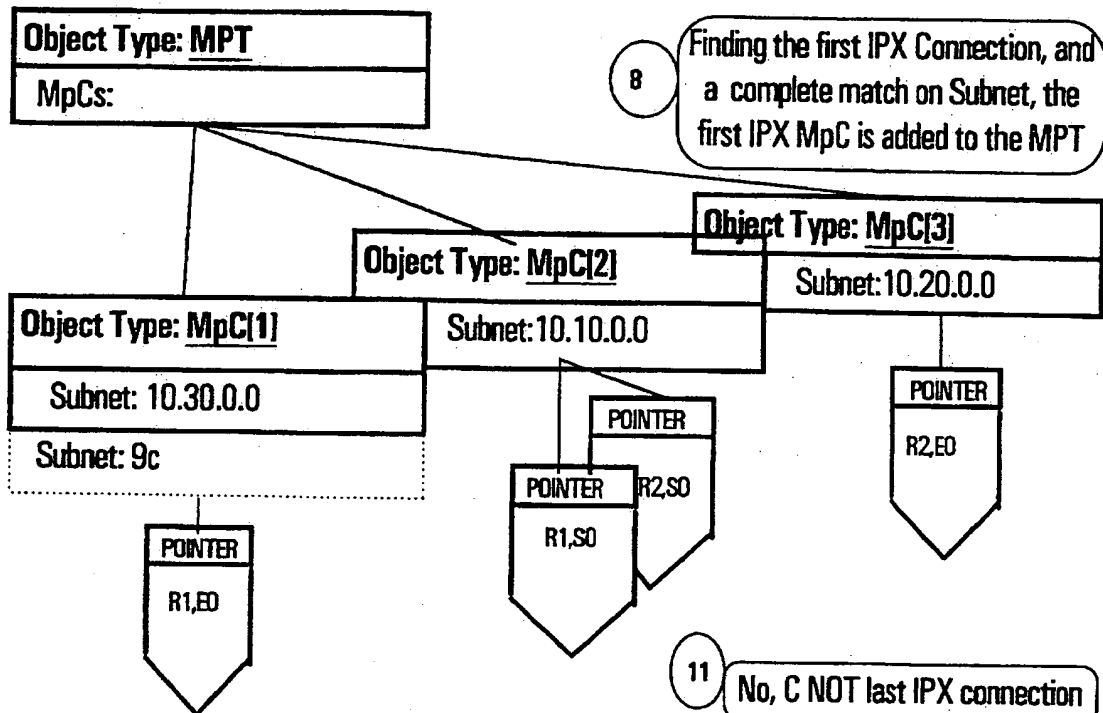 Object Type: MPT
MpCs:
8
Finding the first IPX Connection, and
a complete match on Subnet, the
first IPX MpC is added to the MPT
Object Type: MpC[3]
Subnet:10.20.0.0
Object Type: MpC[2]
Subnet:10.10.0.0
Object Type: MpC[1]
Subnet: 10.30.0.0
Subnet: 9c
POINTER
R1,E0
POINTER
R1,S0
POINTER
R2,S0
POINTER
R2,E0
11
No, C NOT last IPX connection